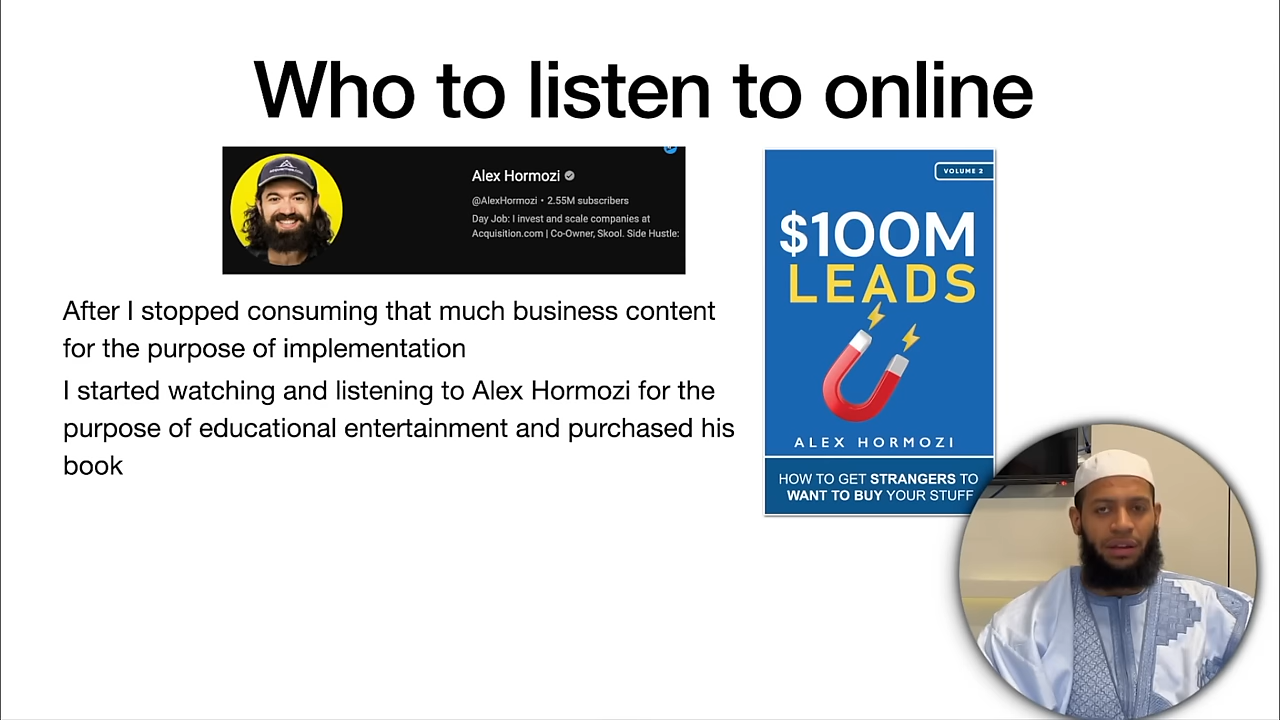 Who to listen to online
Alex Hormozi
@AlexHormozi • 2.55M subscribers
Day Job: I invest and scale companies at
Acquisition.com | Co-Owner, Skool. Side Hustle:
After I stopped consuming that much business content
for the purpose of implementation
I started watching and listening to Alex Hormozi for the
purpose of educational entertainment and purchased his
book
VOLUME 2
$100M
LEADS
ALEX HORMOZI
HOW TO GET STRANGERS TO
WANT TO BUY YOUR STUFF